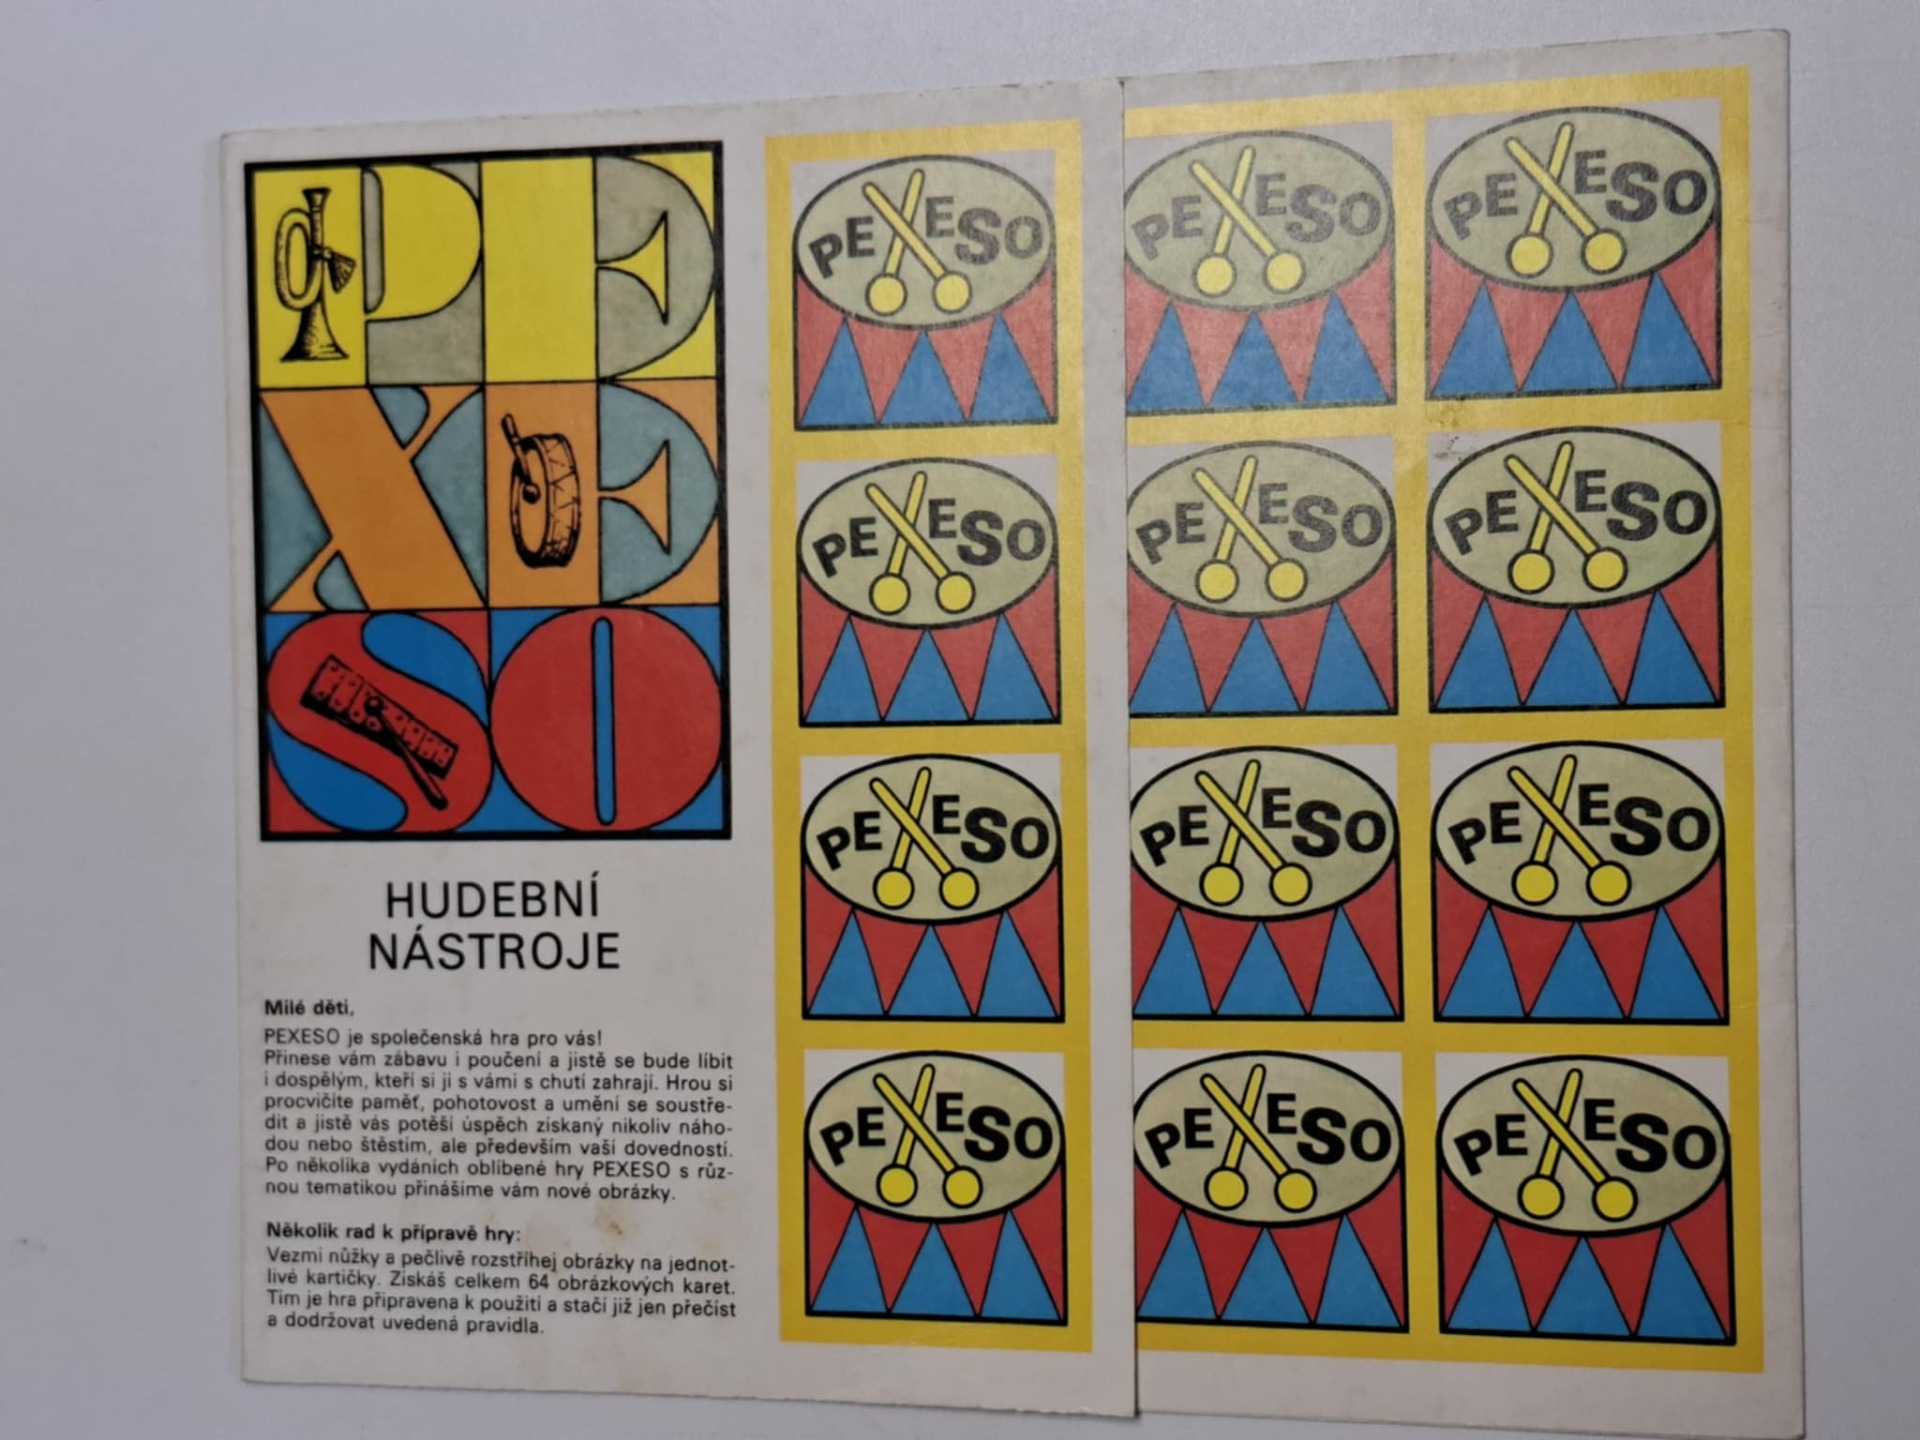 PE
XE
SO
HUDEBNÍ
NÁSTROJE
Milé děti,
PEXESO je společenská hra pro vás!
Přinese vám zábavu i poučení a jistě se bude líbit
i dospělým, kteří si ji s vámi s chutí zahrají. Hrou si
procvičíte paměť, pohotovost a umění se soustře-
dit a jistě vás potěší úspěch získaný nikoliv náho-
dou nebo štěstím, ale především vaší dovedností.
Po několika vydáních oblíbené hry PEXESO s růz-
nou tematikou přinášíme vám nové obrázky.
Několik rad k přípravě hry:
Vezmi nůžky a pečlivě rozstříhej obrázky na jednot-
livé kartičky. Získáš celkem 64 obrázkových karet.
Tím je hra připravena k použití a stačí již jen přečíst
a dodržovat uvedená pravidla.
PEXESO
PEXESO
PEXESO
PEXESO
PEXESO
PEXESO
PEXESO
PEXESO
PEXESO
PEXESO
PEXESO
PEXESO